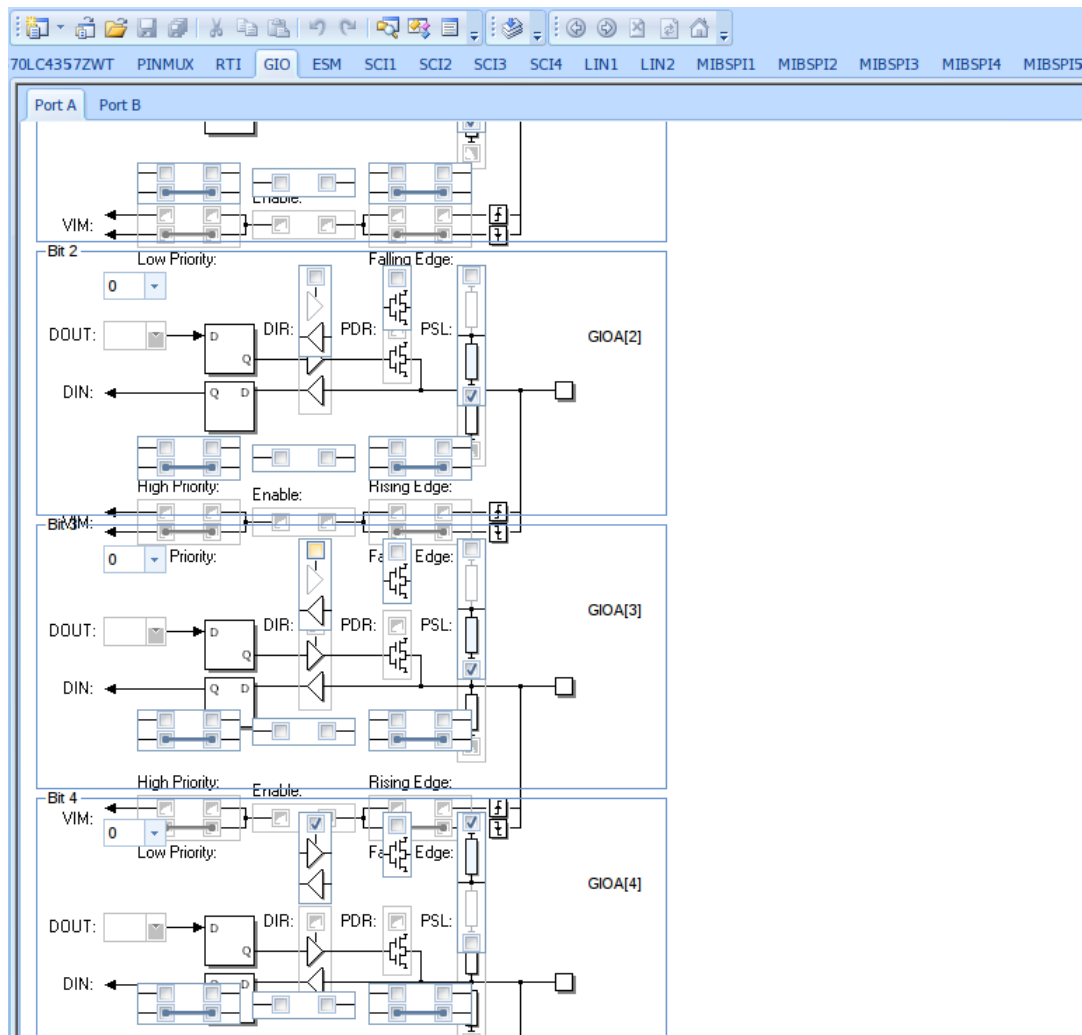 70LC4357ZWT PINMUX RTI GIO ESM SCI1 SCI2 SCI3 SCI4 LIN1 LIN2 MIBSPI1 MIBSPI2 MIBSPI3 MIBSPI4 MIBSPI5
Port A Port B
Enable:
VIM:
Bit 2
Low Priority: Falling Edge:
0
DOUT: D Q DIR: PDR: PSL: GIOA[2]
DIN: Q D
High Priority: Enable: Rising Edge:
Bit 3 VIM:
0 Priority: Edge:
DOUT: D Q DIR: PDR: PSL: GIOA[3]
DIN: Q D
High Priority: Enable: Rising Edge:
Bit 4
VIM:
0
Low Priority: Edge:
GIOA[4]
DOUT: D Q DIR: PDR: PSL:
DIN: Q D